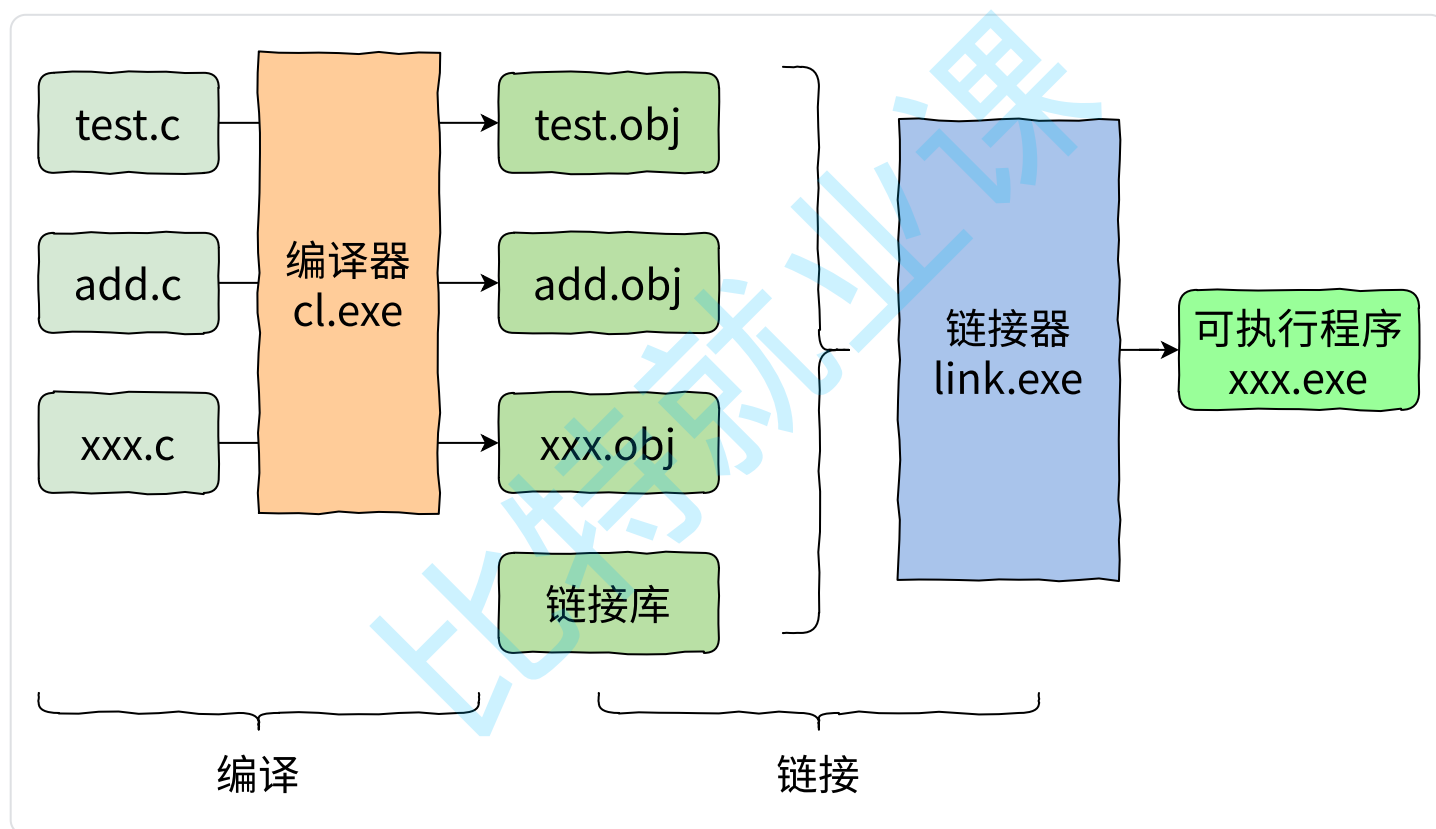 test.c
test.obj
add.c
编译器
cl.exe
add.obj
链接器
link.exe
可执行程序
xxx.exe
xxx.c
xxx.obj
链接库
编译
链接
比特就业课